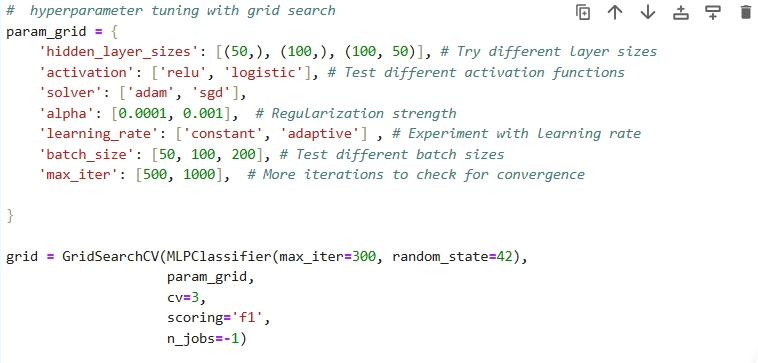 #  hyperparameter tuning with grid search
param_grid = {
    'hidden_layer_sizes': [(50,), (100,), (100, 50)], # Try different layer sizes
    'activation': ['relu', 'logistic'], # Test different activation functions
    'solver': ['adam', 'sgd'],
    'alpha': [0.0001, 0.001],  # Regularization strength
    'learning_rate': ['constant', 'adaptive'] , # Experiment with learning rate
    'batch_size': [50, 100, 200], # Test different batch sizes
    'max_iter': [500, 1000],  # More iterations to check for convergence
}
grid = GridSearchCV(MLPClassifier(max_iter=300, random_state=42),
                    param_grid,
                    cv=3,
                    scoring='f1',
                    n_jobs=-1)